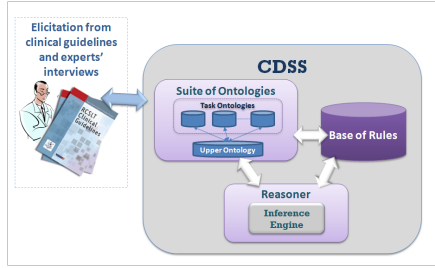 Elicitation from
clinical guidelines
and experts'
interviews
RCSLT
Clinical
Guidelines
CDSS
Suite of Ontologies
Task Ontologies
Upper Ontology
Base of Rules
Reasoner
Inference
Engine